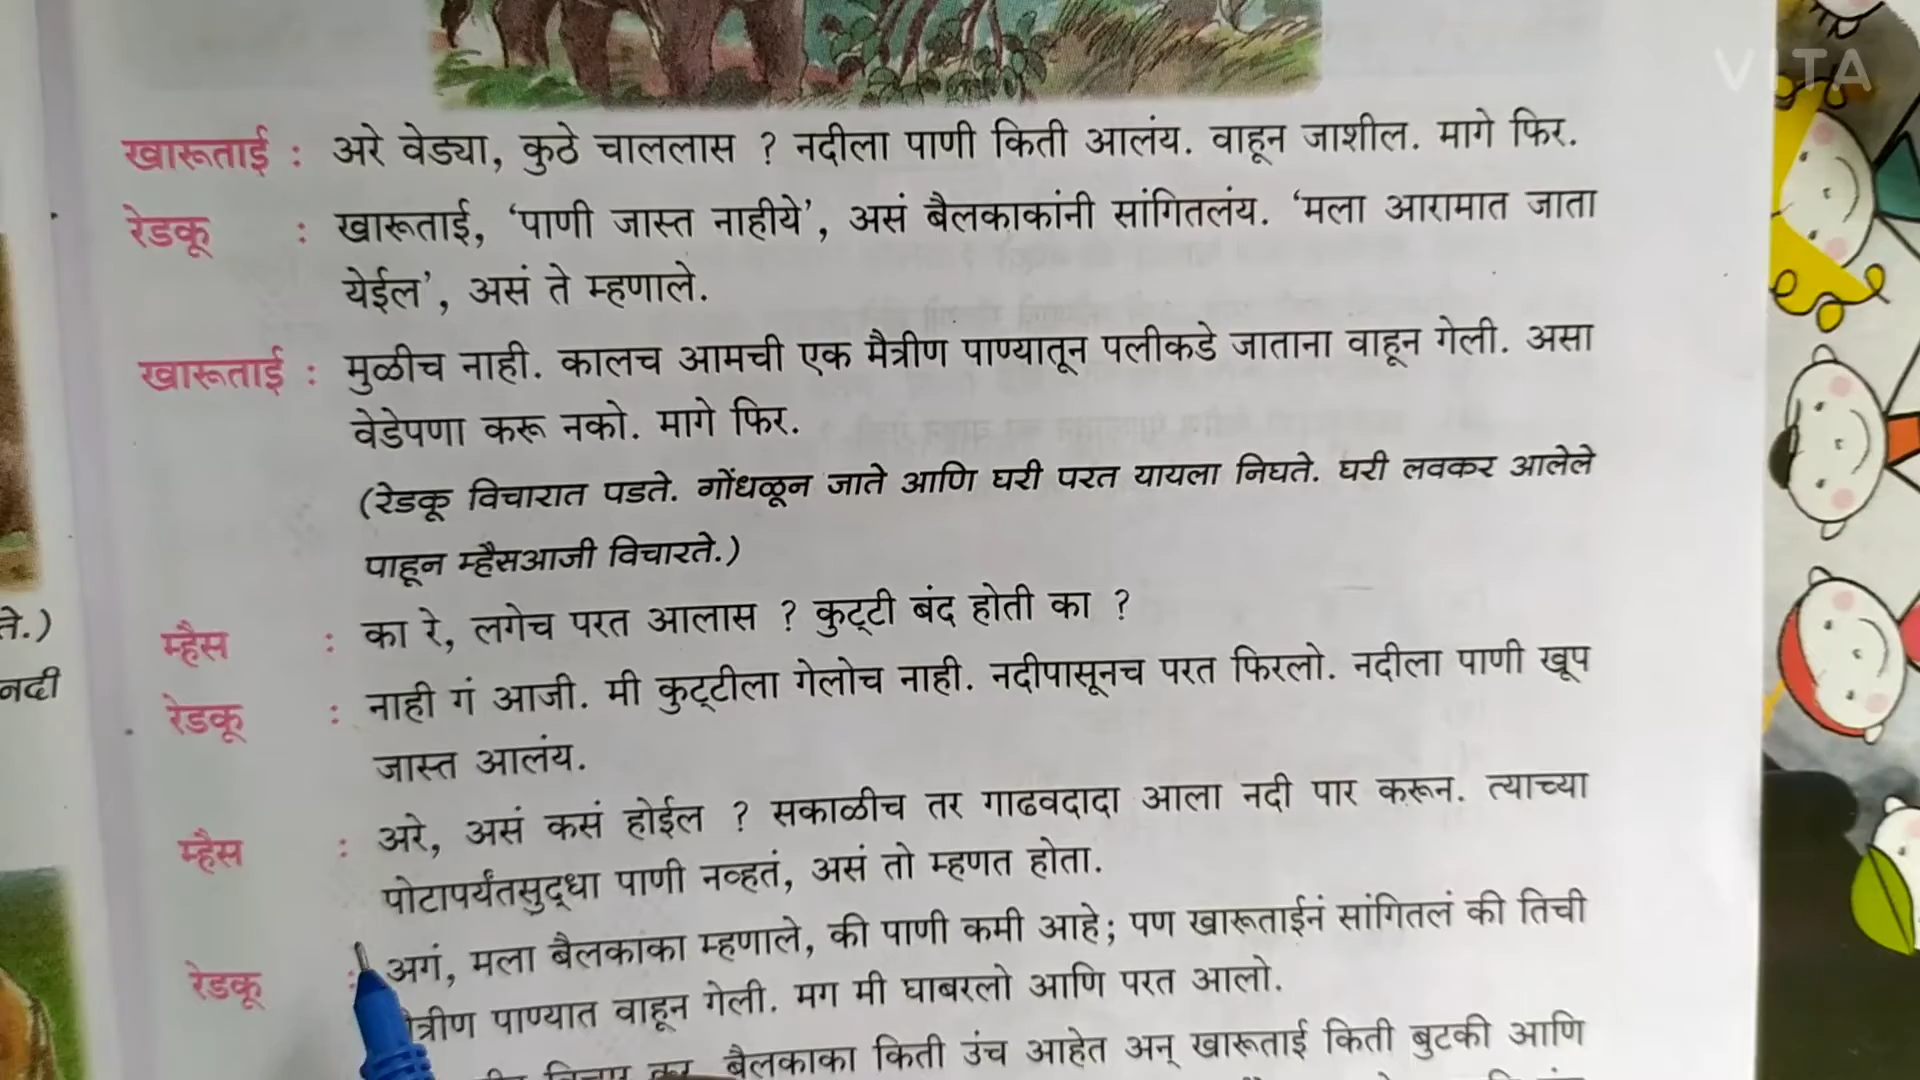 VITA
खारूताई : अरे वेड्या, कुठे चाललास ? नदीला पाणी किती आलंय. वाहून जाशील. मागे फिर.
रेडकू : खारूताई, ‘पाणी जास्त नाहीये’, असं बैलकाकांनी सांगितलंय. ‘मला आरामात जाता
येईल’, असं ते म्हणाले.
खारूताई : मुळीच नाही. कालच आमची एक मैत्रीण पाण्यातून पलीकडे जाताना वाहून गेली. असा
वेडेपणा करू नको. मागे फिर.
(रेडकू विचारात पडते. गोंधळून जाते आणि घरी परत यायला निघते. घरी लवकर आलेले
पाहून म्हैसआजी विचारते.)
ते.)
म्हैस : का रे, लगेच परत आलास ? कुट्टी बंद होती का ?
नदी
रेडकू : नाही गं आजी. मी कुट्टीला गेलोच नाही. नदीपासूनच परत फिरलो. नदीला पाणी खूप
जास्त आलंय.
म्हैस : अरे, असं कसं होईल ? सकाळीच तर गाढवदादा आला नदी पार करून. त्याच्या
पोटापर्यंतसुद्धा पाणी नव्हतं, असं तो म्हणत होता.
रेडकू : अगं, मला बैलकाका म्हणाले, की पाणी कमी आहे; पण खारूताईनं सांगितलं की तिची
पाण्यात वाहून गेली. मग मी घाबरलो आणि परत आलो.
बैलकाका किती उंच आहेत अन् खारूताई किती बुटकी आणि